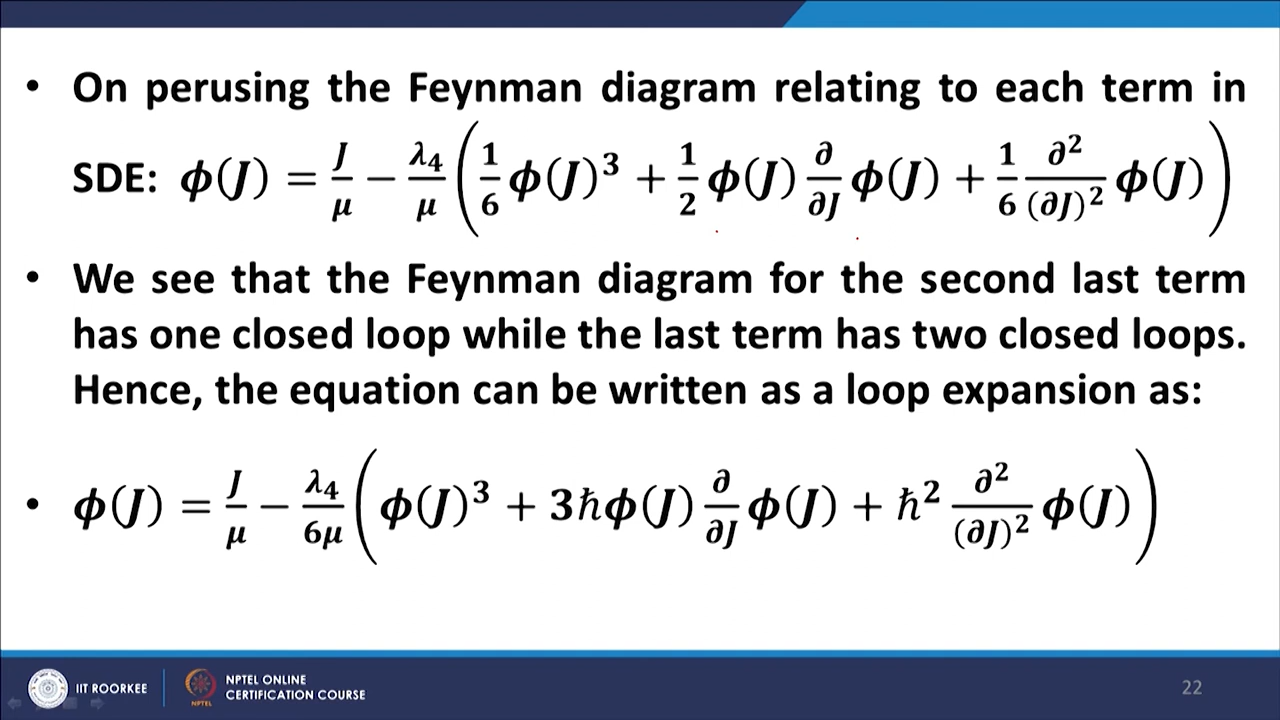 • On perusing the Feynman diagram relating to each term in
SDE: ϕ(J) = J/μ − λ₄/μ (1/6 ϕ(J)³ + 1/2 ϕ(J) ∂/∂J ϕ(J) + 1/6 ∂²/(∂J)² ϕ(J))
• We see that the Feynman diagram for the second last term
has one closed loop while the last term has two closed loops.
Hence, the equation can be written as a loop expansion as:
• ϕ(J) = J/μ − λ₄/6μ (ϕ(J)³ + 3ℏϕ(J) ∂/∂J ϕ(J) + ℏ² ∂²/(∂J)² ϕ(J))
IIT ROORKEE
NPTEL
NPTEL ONLINE
CERTIFICATION COURSE
22